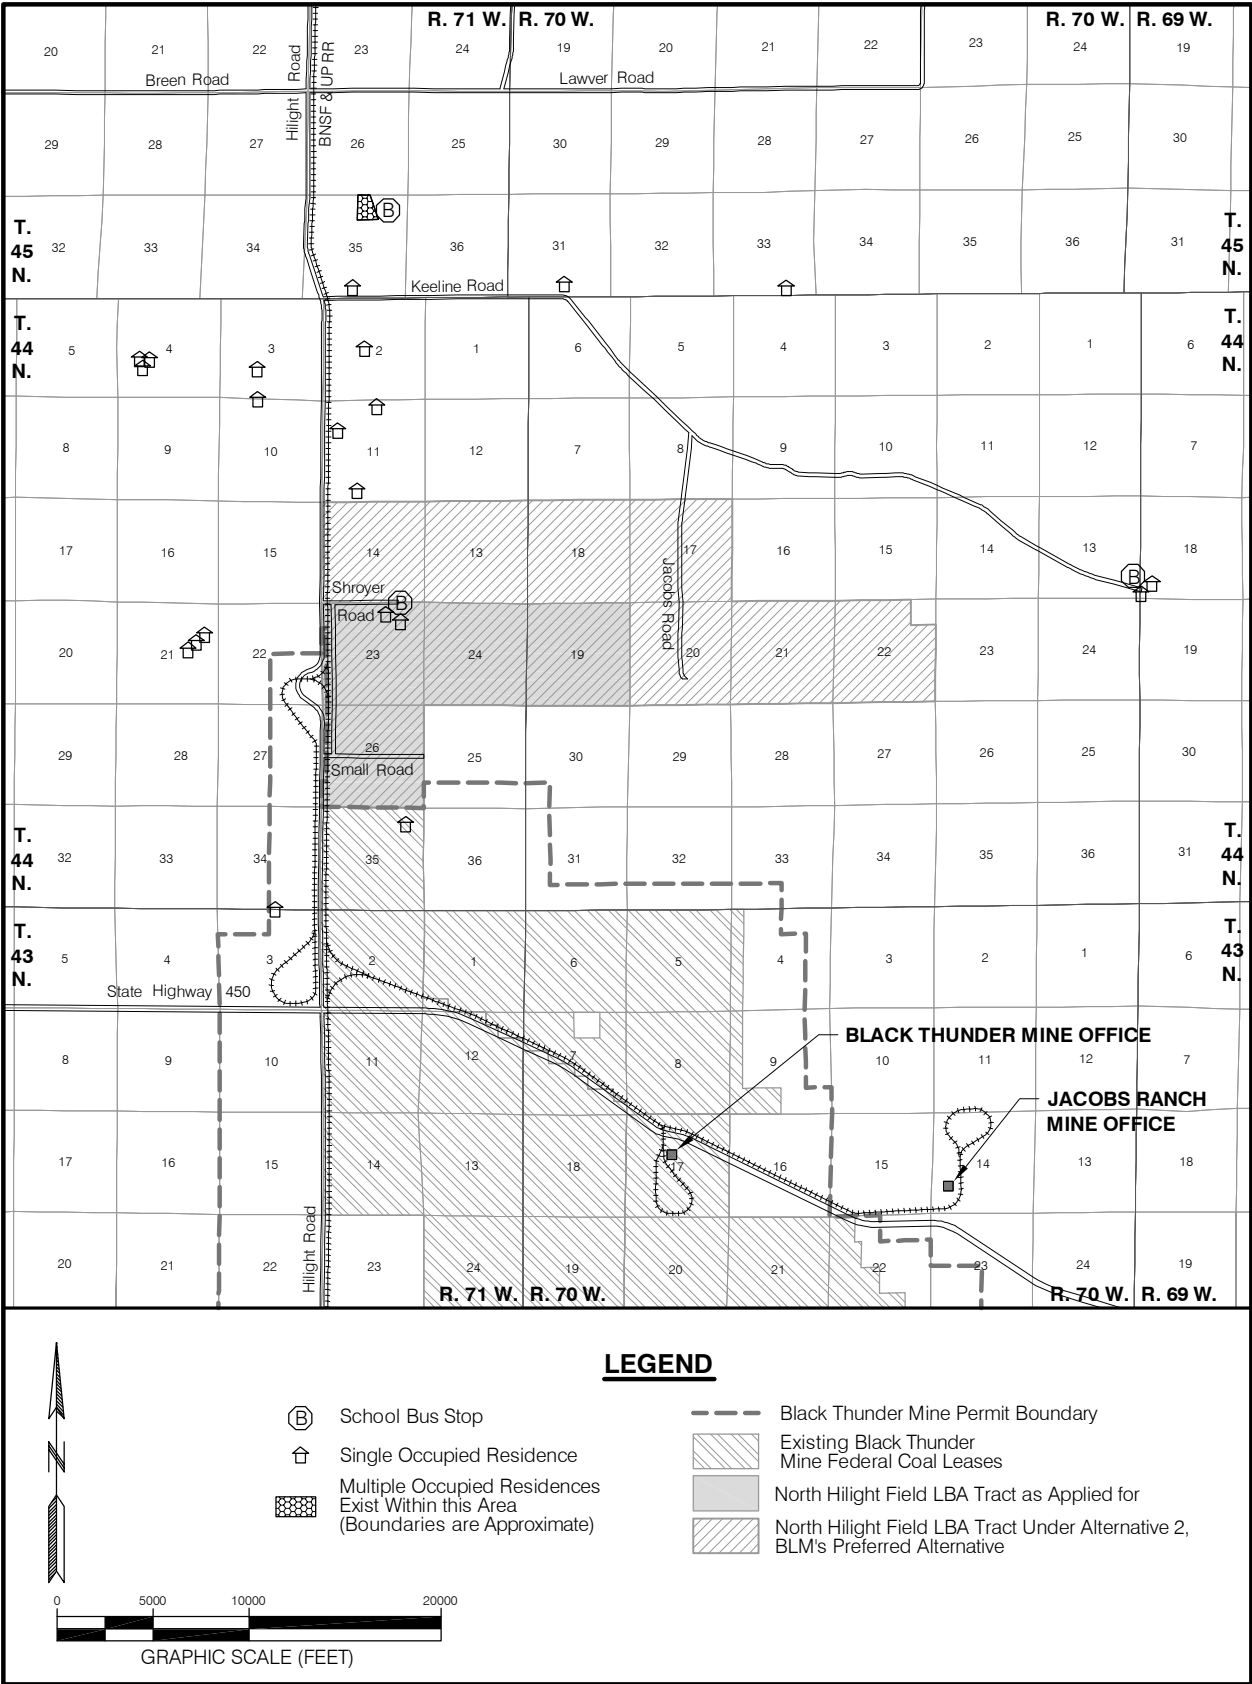 R. 71 W. R. 70 W. R. 70 W. R. 69 W.
20 21 22 23 24 19 20 21 22 23 24 19
Hilight Road
BNSF & UP RR
Breen Road
Lawver Road
29 28 27 26 25 30 29 28 27 26 25 30
B
T. 45 N.
32 33 34 35 36 31 32 33 34 35 36 31
T. 45 N.
Keeline Road
T. 44 N.
5 4 3 2 1 6 5 4 3 2 1 6
T. 44 N.
8 9 10 11 12 7 8 9 10 11 12 7
17 16 15 14 13 18 17 16 15 14 13 18
B
Shroyer
Road
B
Jacobs Road
20 21 22 23 24 19 20 21 22 23 24 19
29 28 27 26 25 30 29 28 27 26 25 30
Small Road
T. 44 N.
32 33 34 35 36 31 32 33 34 35 36 31
T. 44 N.
T. 43 N.
5 4 3 2 1 6 5 4 3 2 1 6
T. 43 N.
State Highway 450
BLACK THUNDER MINE OFFICE
8 9 10 11 12 7 8 9 10 11 12 7
JACOBS RANCH
MINE OFFICE
17 16 15 14 13 18 17 16 15 14 13 18
Hilight Road
20 21 22 23 24 19 20 21 22 23 24 19
R. 71 W. R. 70 W. R. 70 W. R. 69 W.
LEGEND
B School Bus Stop
Single Occupied Residence
Multiple Occupied Residences
Exist Within this Area
(Boundaries are Approximate)
Black Thunder Mine Permit Boundary
Existing Black Thunder
Mine Federal Coal Leases
North Hilight Field LBA Tract as Applied for
North Hilight Field LBA Tract Under Alternative 2,
BLM's Preferred Alternative
N
0 5000 10000 20000
GRAPHIC SCALE (FEET)